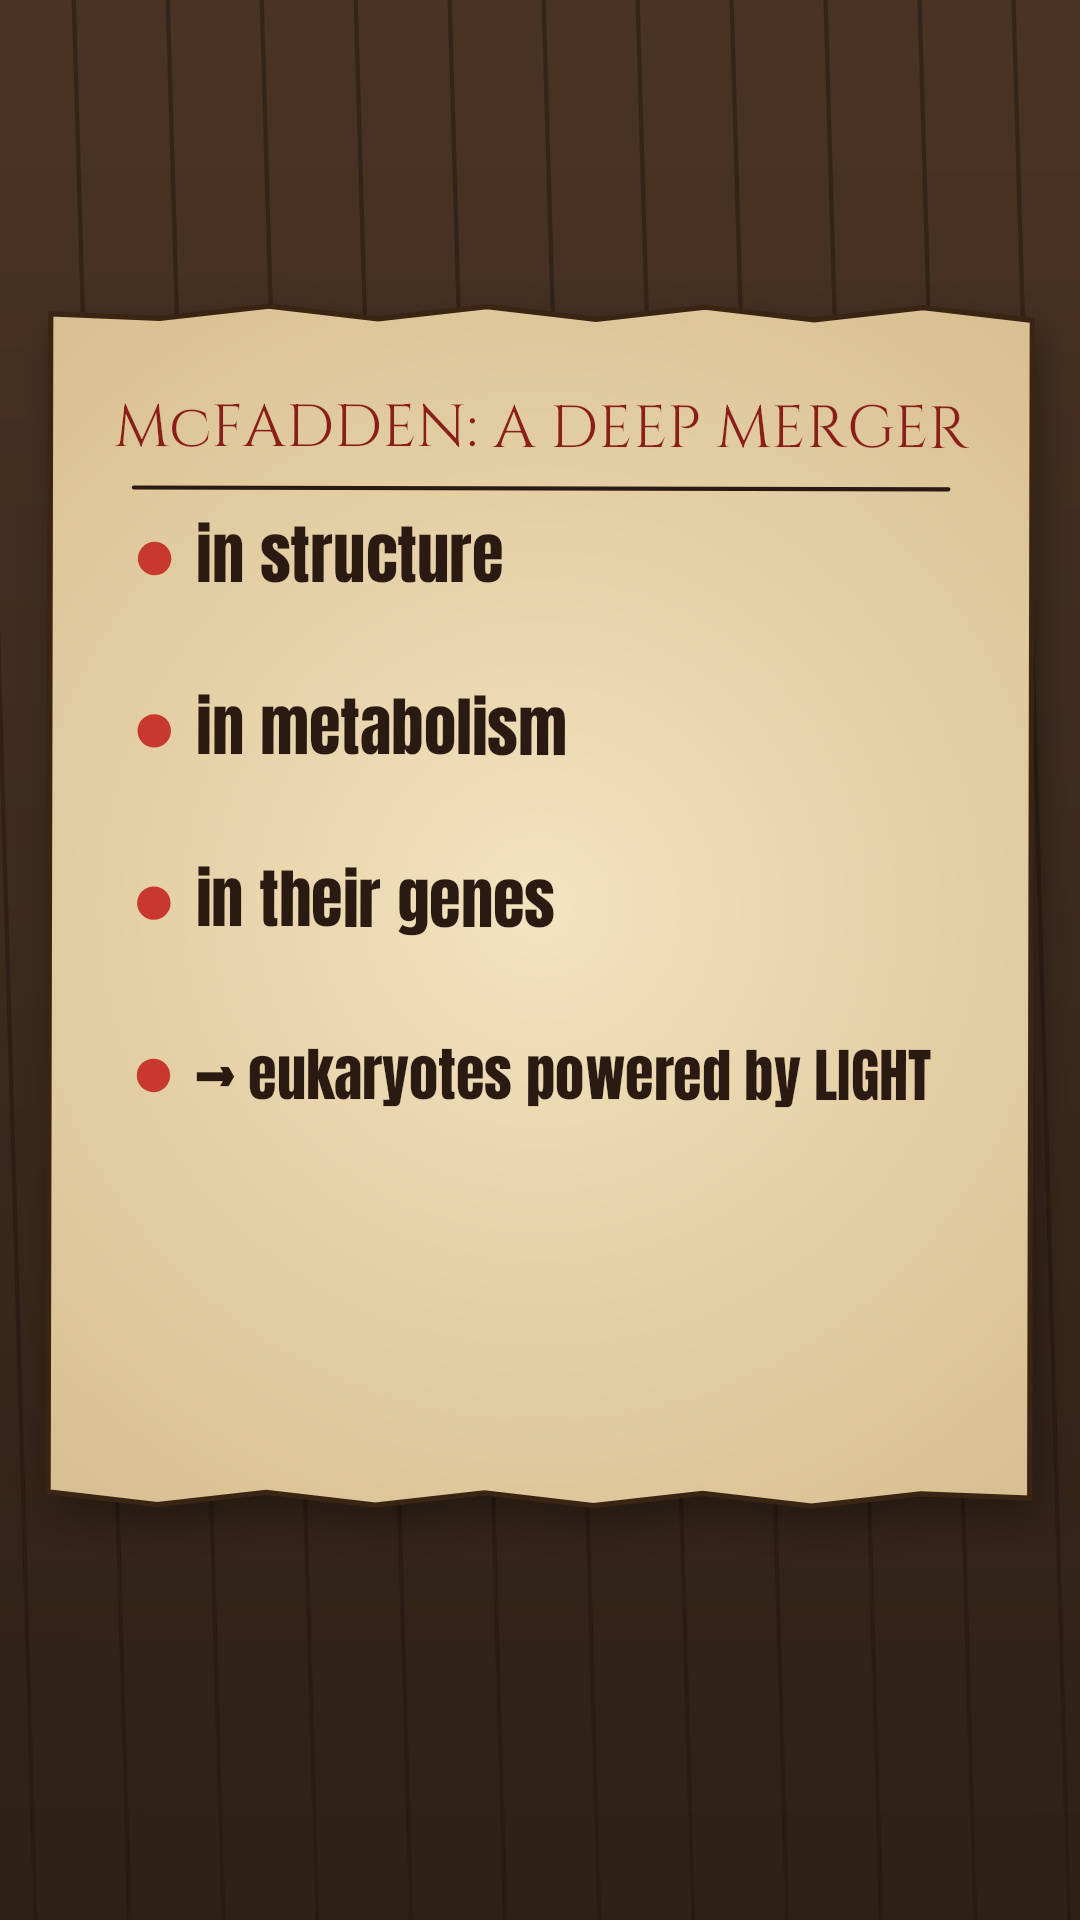 McFADDEN: A DEEP MERGER
in structure
in metabolism
in their genes
→ eukaryotes powered by LIGHT